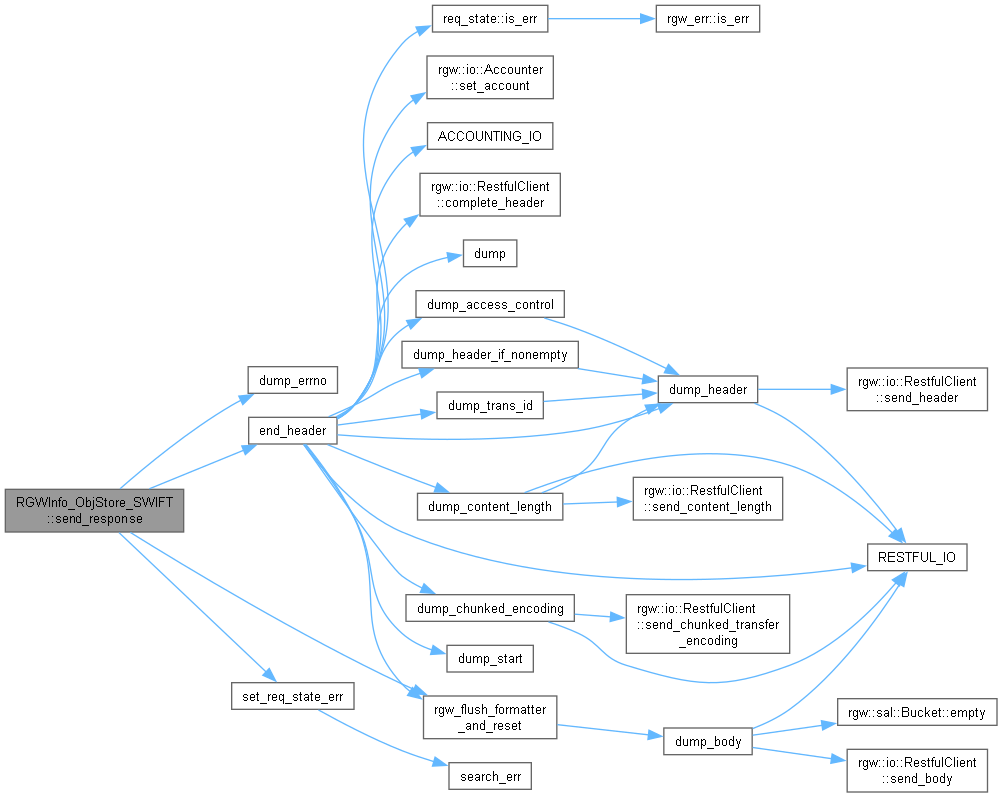 req_state::is_err
rgw_err::is_err
rgw::io::Accounter
::set_account
ACCOUNTING_IO
rgw::io::RestfulClient
::complete_header
dump
dump_access_control
dump_header_if_nonempty
dump_errno
dump_header
rgw::io::RestfulClient
::send_header
dump_trans_id
end_header
RGWInfo_ObjStore_SWIFT
::send_response
dump_content_length
rgw::io::RestfulClient
::send_content_length
RESTFUL_IO
dump_chunked_encoding
rgw::io::RestfulClient
::send_chunked_transfer
_encoding
dump_start
set_req_state_err
rgw_flush_formatter
_and_reset
rgw::sal::Bucket::empty
dump_body
rgw::io::RestfulClient
::send_body
search_err